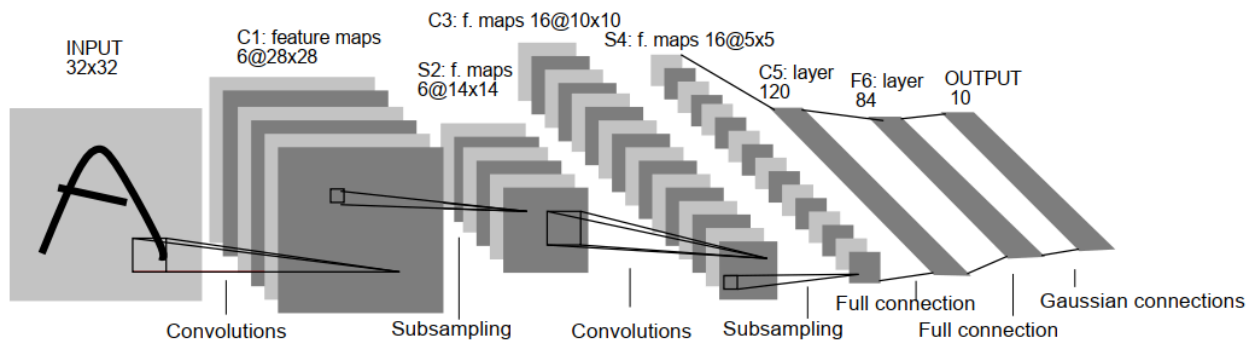 INPUT
32x32
C1: feature maps
6@28x28
S2: f. maps
6@14x14
C3: f. maps 16@10x10
S4: f. maps 16@5x5
C5: layer
120
F6: layer
84
OUTPUT
10
Convolutions
Subsampling
Convolutions
Subsampling
Full connection
Full connection
Gaussian connections